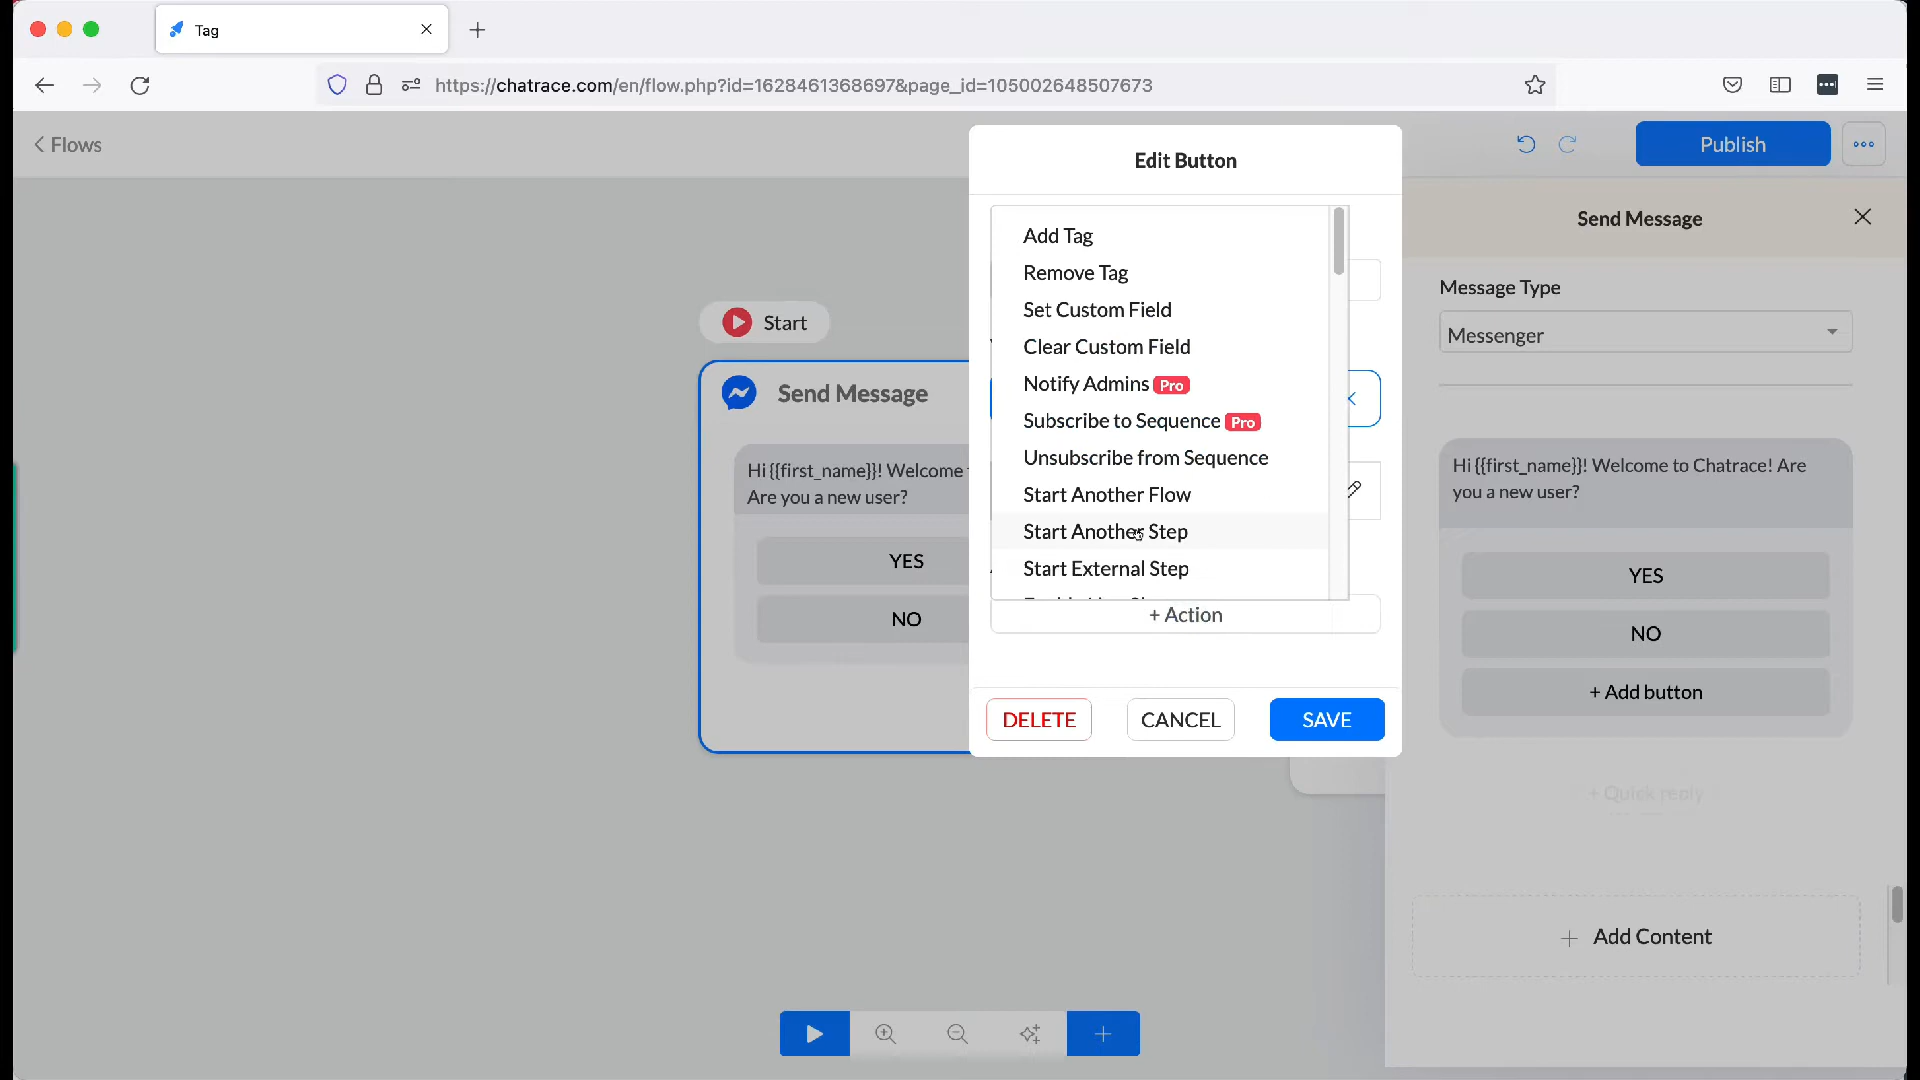 Tag
https://chatrace.com/en/flow.php?id=1628461368697&page_id=105002648507673
Flows
Edit Button
Publish
Send Message
Add Tag
Remove Tag
Set Custom Field
Clear Custom Field
Notify Admins Pro
Subscribe to Sequence Pro
Unsubscribe from Sequence
Start Another Flow
Start Another Step
Start External Step
+ Action
DELETE
CANCEL
SAVE
Start
Send Message
Hi {{first_name}}! Welcome
Are you a new user?
YES
NO
Message Type
Messenger
Hi {{first_name}}! Welcome to Chatrace! Are
you a new user?
YES
NO
+ Add button
+ Quick reply
+ Add Content